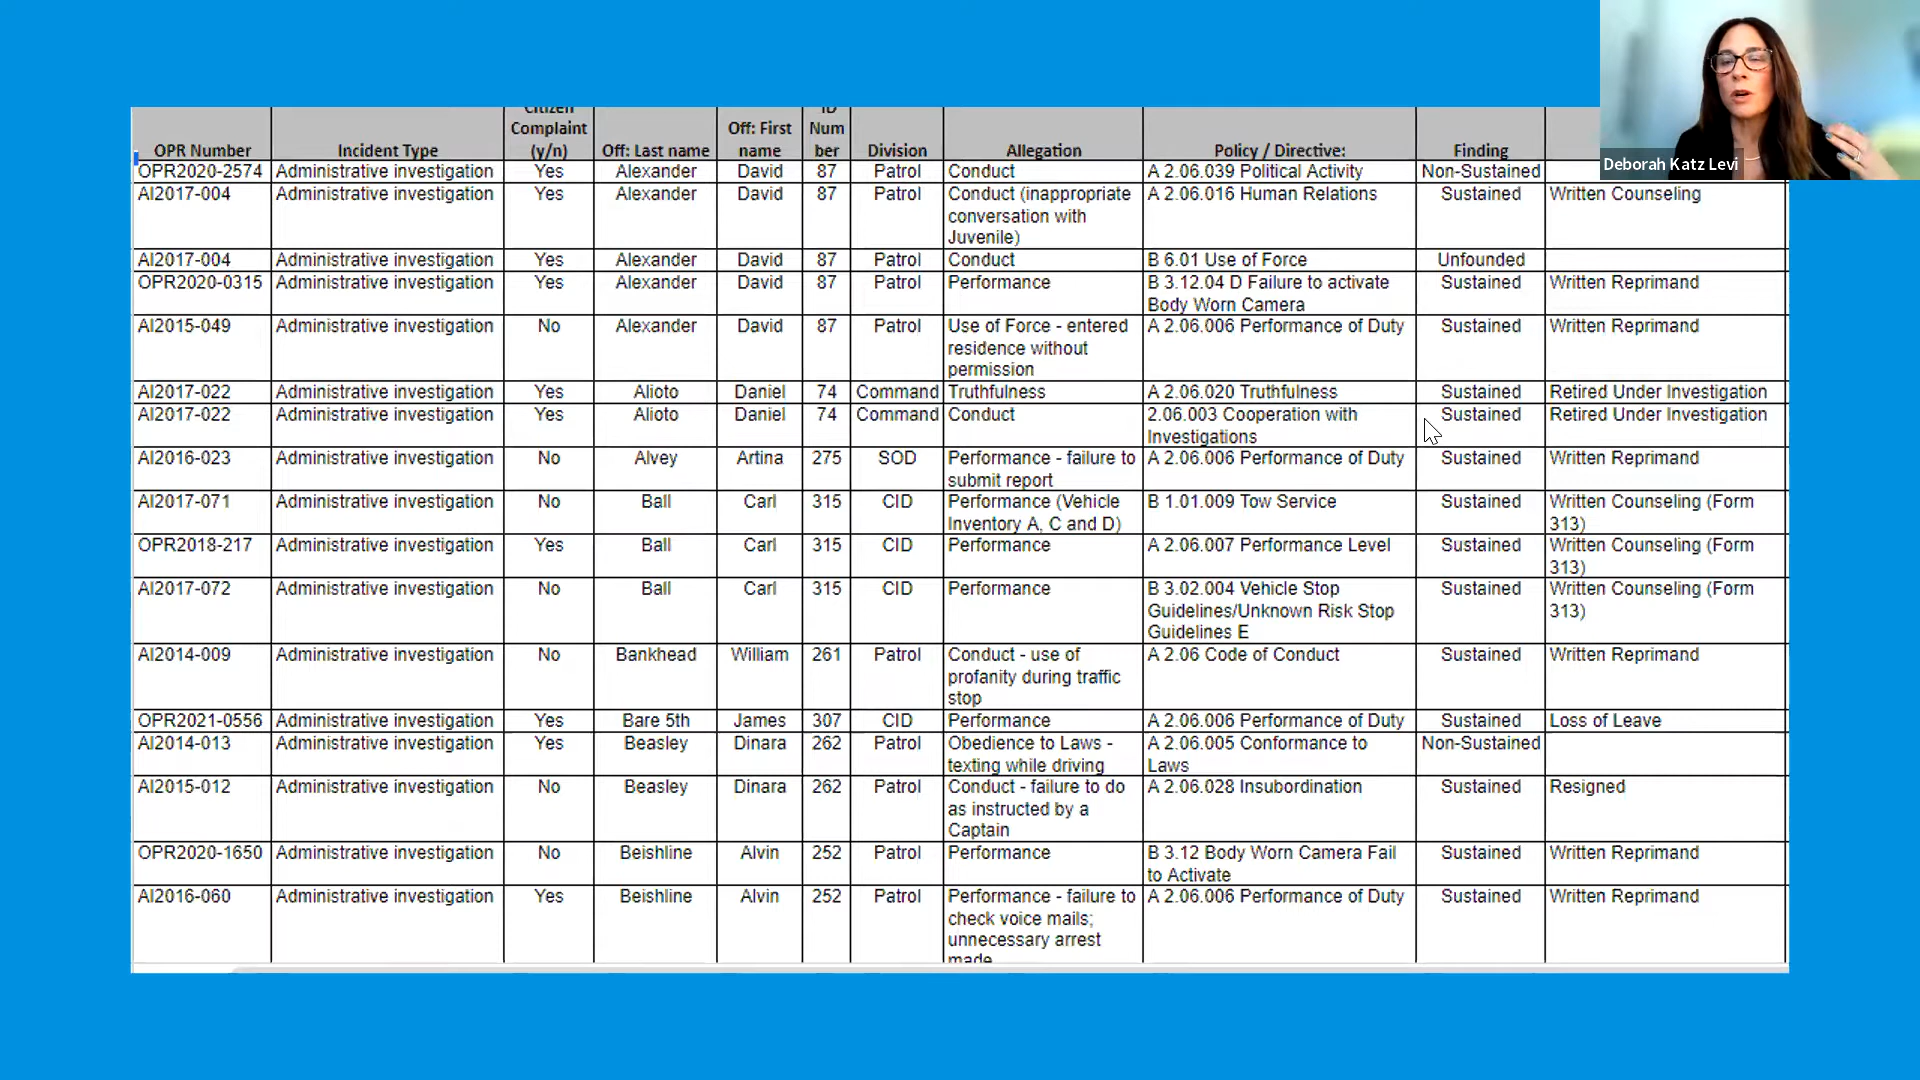 Deborah Katz Levi
Citizen ID
Complaint Off: First Num
OPR Number Incident Type (y/n) Off: Last name name ber Division Allegation Policy / Directive: Finding
OPR2020-2574 Administrative investigation Yes Alexander David 87 Patrol Conduct A 2.06.039 Political Activity Non-Sustained
AI2017-004 Administrative investigation Yes Alexander David 87 Patrol Conduct (inappropriate A 2.06.016 Human Relations Sustained Written Counseling
conversation with
Juvenile)
AI2017-004 Administrative investigation Yes Alexander David 87 Patrol Conduct B 6.01 Use of Force Unfounded
OPR2020-0315 Administrative investigation Yes Alexander David 87 Patrol Performance B 3.12.04 D Failure to activate Sustained Written Reprimand
Body Worn Camera
AI2015-049 Administrative investigation No Alexander David 87 Patrol Use of Force - entered A 2.06.006 Performance of Duty Sustained Written Reprimand
residence without
permission
AI2017-022 Administrative investigation Yes Alioto Daniel 74 Command Truthfulness A 2.06.020 Truthfulness Sustained Retired Under Investigation
AI2017-022 Administrative investigation Yes Alioto Daniel 74 Command Conduct 2.06.003 Cooperation with Sustained Retired Under Investigation
Investigations
AI2016-023 Administrative investigation No Alvey Artina 275 SOD Performance - failure to A 2.06.006 Performance of Duty Sustained Written Reprimand
submit report
AI2017-071 Administrative investigation No Ball Carl 315 CID Performance (Vehicle B 1.01.009 Tow Service Sustained Written Counseling (Form
Inventory A, C and D) 313)
OPR2018-217 Administrative investigation Yes Ball Carl 315 CID Performance A 2.06.007 Performance Level Sustained Written Counseling (Form
313)
AI2017-072 Administrative investigation No Ball Carl 315 CID Performance B 3.02.004 Vehicle Stop Sustained Written Counseling (Form
Guidelines/Unknown Risk Stop 313)
Guidelines E
AI2014-009 Administrative investigation No Bankhead William 261 Patrol Conduct - use of A 2.06 Code of Conduct Sustained Written Reprimand
profanity during traffic
stop
OPR2021-0556 Administrative investigation Yes Bare 5th James 307 CID Performance A 2.06.006 Performance of Duty Sustained Loss of Leave
AI2014-013 Administrative investigation Yes Beasley Dinara 262 Patrol Obedience to Laws - A 2.06.005 Conformance to Non-Sustained
texting while driving Laws
AI2015-012 Administrative investigation No Beasley Dinara 262 Patrol Conduct - failure to do A 2.06.028 Insubordination Sustained Resigned
as instructed by a
Captain
OPR2020-1650 Administrative investigation No Beishline Alvin 252 Patrol Performance B 3.12 Body Worn Camera Fail Sustained Written Reprimand
to Activate
AI2016-060 Administrative investigation Yes Beishline Alvin 252 Patrol Performance - failure to A 2.06.006 Performance of Duty Sustained Written Reprimand
check voice mails;
unnecessary arrest
made